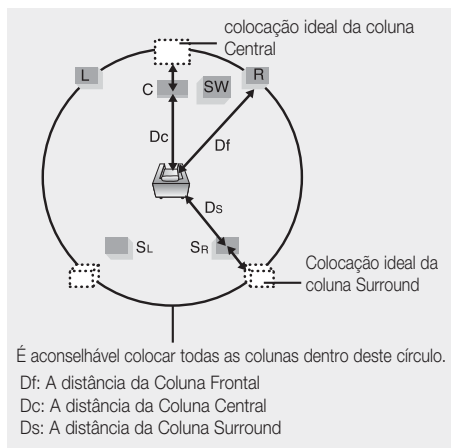 colocação ideal da coluna
Central
L
C
SW
R
Dc
Df
Ds
SL
SR
Colocação ideal da
coluna Surround
É aconselhável colocar todas as colunas dentro deste círculo.
Df: A distância da Coluna Frontal
Dc: A distância da Coluna Central
Ds: A distância da Coluna Surround